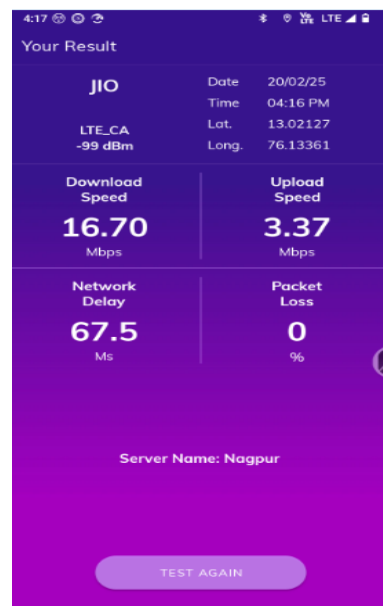 4:17
LTE
Your Result
JIO
LTE_CA
-99 dBm
Date 20/02/25
Time 04:16 PM
Lat. 13.02127
Long. 76.13361
Download
Speed
16.70
Mbps
Upload
Speed
3.37
Mbps
Network
Delay
67.5
Ms
Packet
Loss
0
%
Server Name: Nagpur
TEST AGAIN